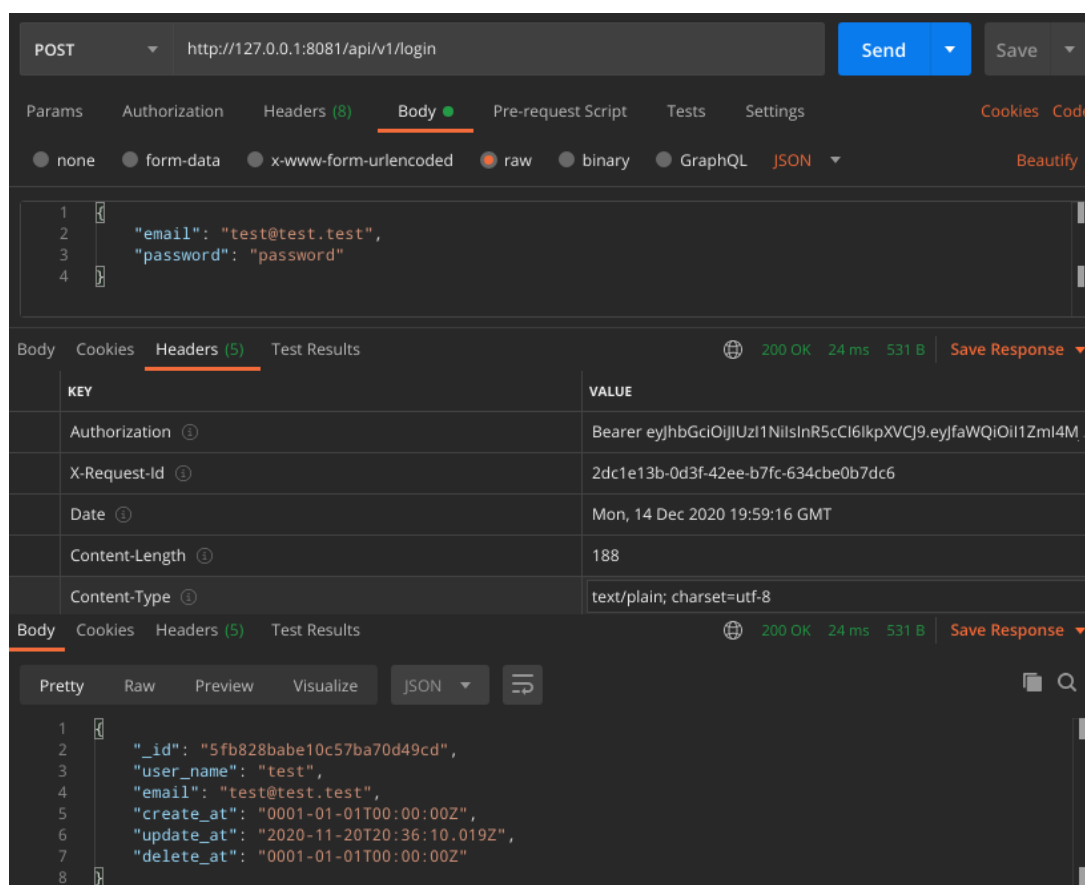 POST http://127.0.0.1:8081/api/v1/login Send Save
Params Authorization Headers (8) Body Pre-request Script Tests Settings Cookies Code
none form-data x-www-form-urlencoded raw binary GraphQL JSON Beautify
1 {
2 "email": "test@test.test",
3 "password": "password"
4 }
Body Cookies Headers (5) Test Results 200 OK 24 ms 531 B Save Response
KEY VALUE
Authorization Bearer eyJhbGciOiJIUzI1NiIsInR5cCI6IkpXVCJ9.eyJfaWQiOiI1ZmI4M
X-Request-Id 2dc1e13b-0d3f-42ee-b7fc-634cbe0b7dc6
Date Mon, 14 Dec 2020 19:59:16 GMT
Content-Length 188
Content-Type text/plain; charset=utf-8
Body Cookies Headers (5) Test Results 200 OK 24 ms 531 B Save Response
Pretty Raw Preview Visualize JSON
1 {
2 "_id": "5fb828babe10c57ba70d49cd",
3 "user_name": "test",
4 "email": "test@test.test",
5 "create_at": "0001-01-01T00:00:00Z",
6 "update_at": "2020-11-20T20:36:10.019Z",
7 "delete_at": "0001-01-01T00:00:00Z"
8 }